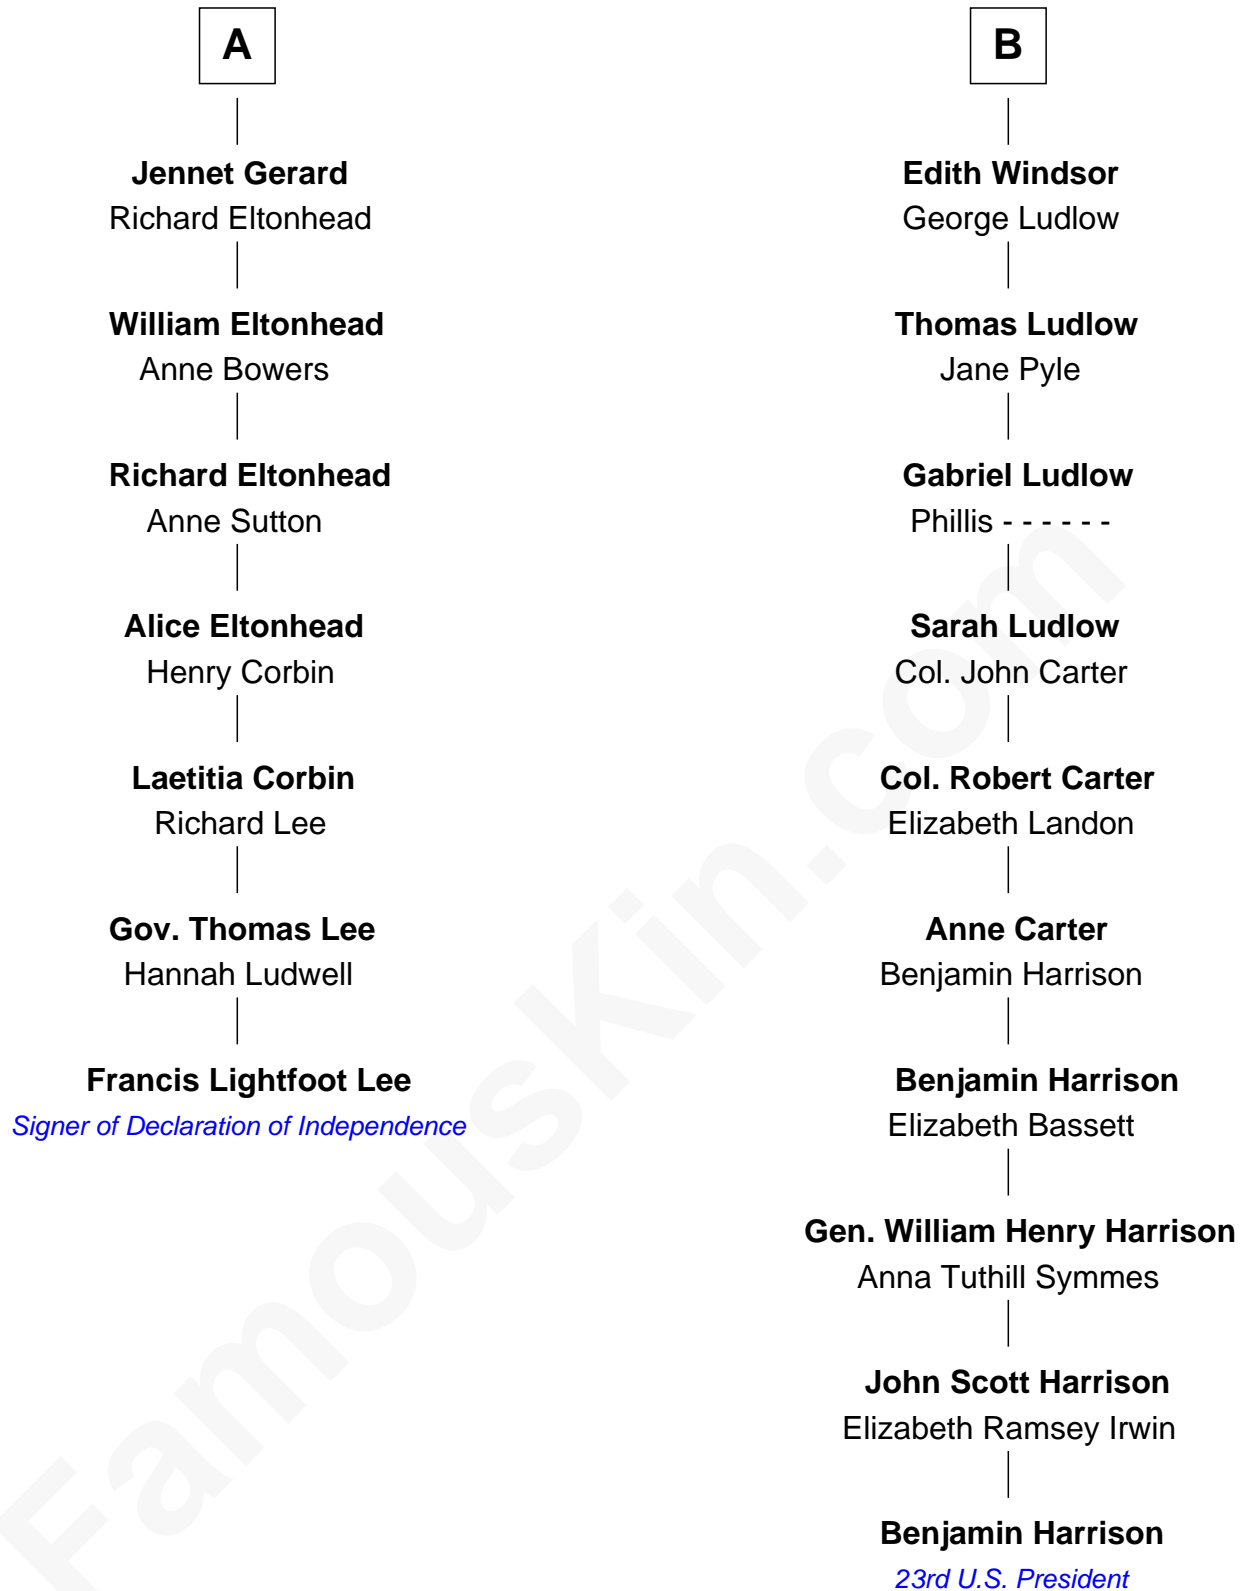 A
Jennet Gerard
Richard Eltonhead
William Eltonhead
Anne Bowers
Richard Eltonhead
Anne Sutton
Alice Eltonhead
Henry Corbin
Laetitia Corbin
Richard Lee
Gov. Thomas Lee
Hannah Ludwell
Francis Lightfoot Lee
Signer of Declaration of Independence
B
Edith Windsor
George Ludlow
Thomas Ludlow
Jane Pyle
Gabriel Ludlow
Phillis - - - - - -
Sarah Ludlow
Col. John Carter
Col. Robert Carter
Elizabeth Landon
Anne Carter
Benjamin Harrison
Benjamin Harrison
Elizabeth Bassett
Gen. William Henry Harrison
Anna Tuthill Symmes
John Scott Harrison
Elizabeth Ramsey Irwin
Benjamin Harrison
23rd U.S. President
FamousKin.com